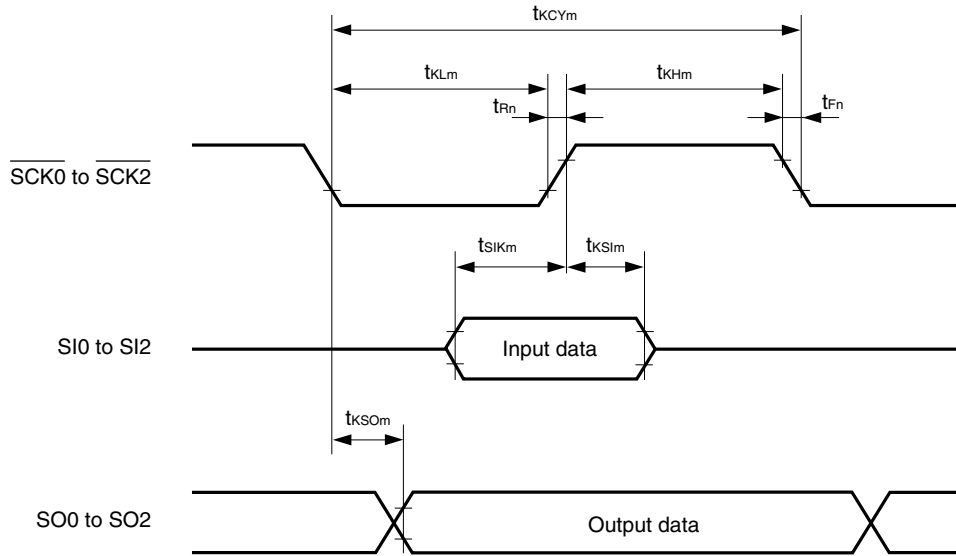 tKCYm
tKLm
tKHm
tRn
tFn
SCK0 to SCK2
tSIKm
tKSIm
SI0 to SI2
Input data
tKSOm
SO0 to SO2
Output data